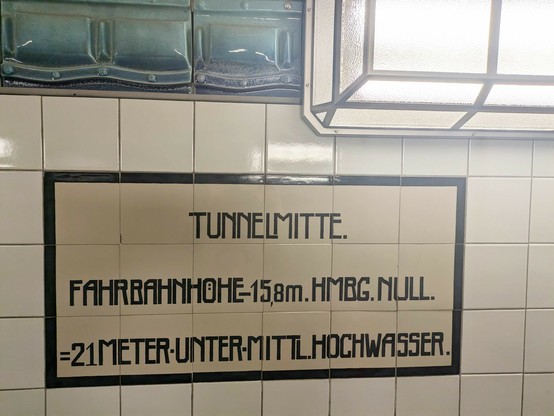 TUNNELMITTE.
FAHRBAHNHÖHE-15,8m.HMBG.NULL.
=21METER·UNTER·MITTL.HOCHWASSER.